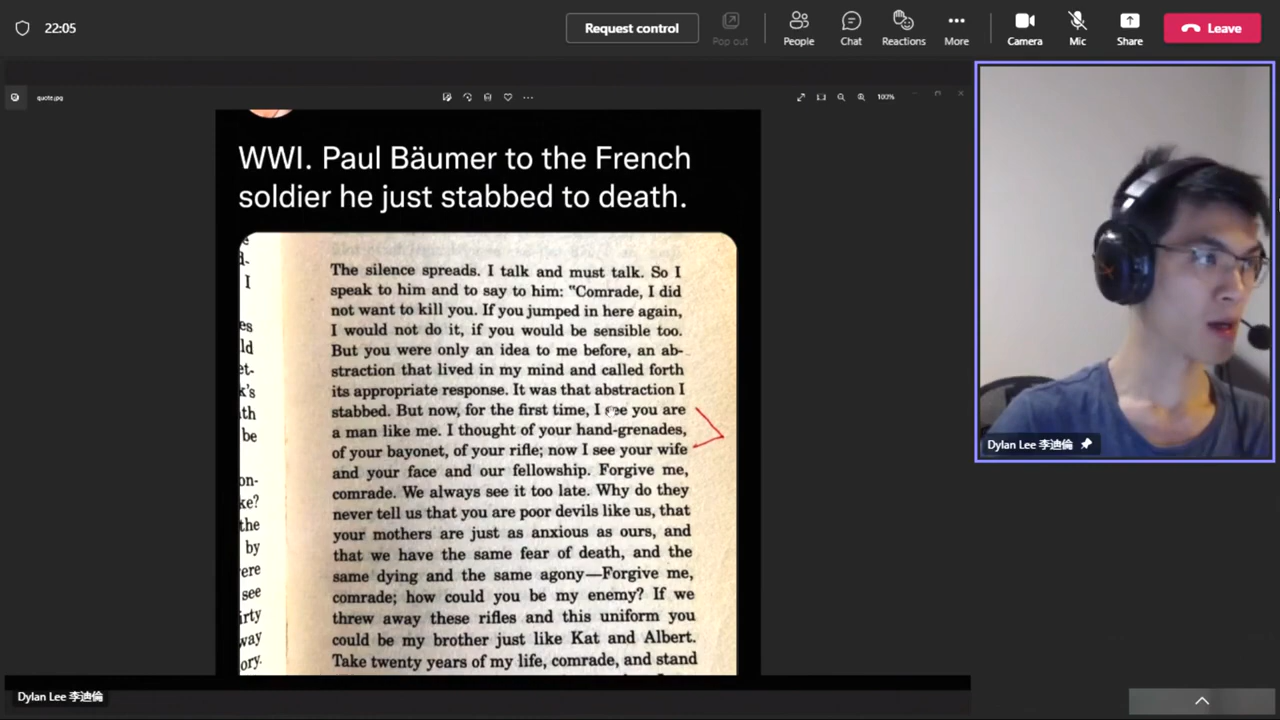 22:05
Request control
Pop out
People
Chat
Reactions
More
Camera
Mic
Share
Leave
quote.jpg
100%
WWI. Paul Bäumer to the French
soldier he just stabbed to death.
The silence spreads. I talk and must talk. So I
speak to him and to say to him: "Comrade, I did
not want to kill you. If you jumped in here again,
I would not do it, if you would be sensible too.
But you were only an idea to me before, an ab-
straction that lived in my mind and called forth
its appropriate response. It was that abstraction I
stabbed. But now, for the first time, I see you are
a man like me. I thought of your hand-grenades,
of your bayonet, of your rifle; now I see your wife
and your face and our fellowship. Forgive me,
comrade. We always see it too late. Why do they
never tell us that you are poor devils like us, that
your mothers are just as anxious as ours, and
that we have the same fear of death, and the
same dying and the same agony—Forgive me,
comrade; how could you be my enemy? If we
threw away these rifles and this uniform you
could be my brother just like Kat and Albert.
Take twenty years of my life, comrade, and stand
I
be
ke?
the
by
see
Dylan Lee 李迪倫
Dylan Lee 李迪倫